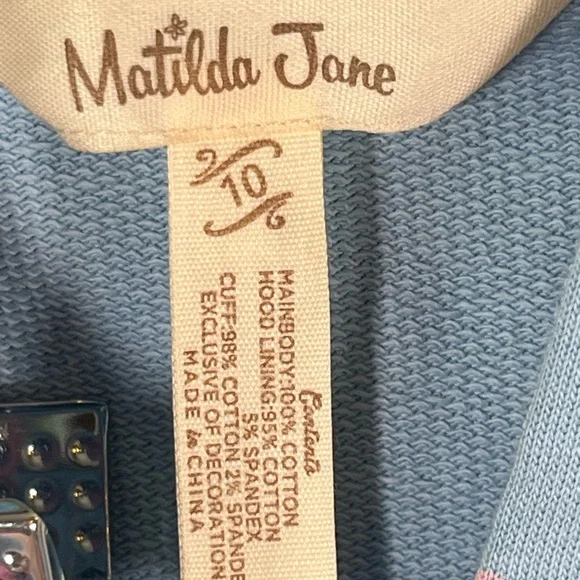 Matilda Jane
10
Contents
MAINBODY:100% COTTON
HOOD LINING:95% COTTON
5% SPANDEX
CUFF:98% COTTON 2% SPANDE
EXCLUSIVE OF DECORATION
MADE in CHINA